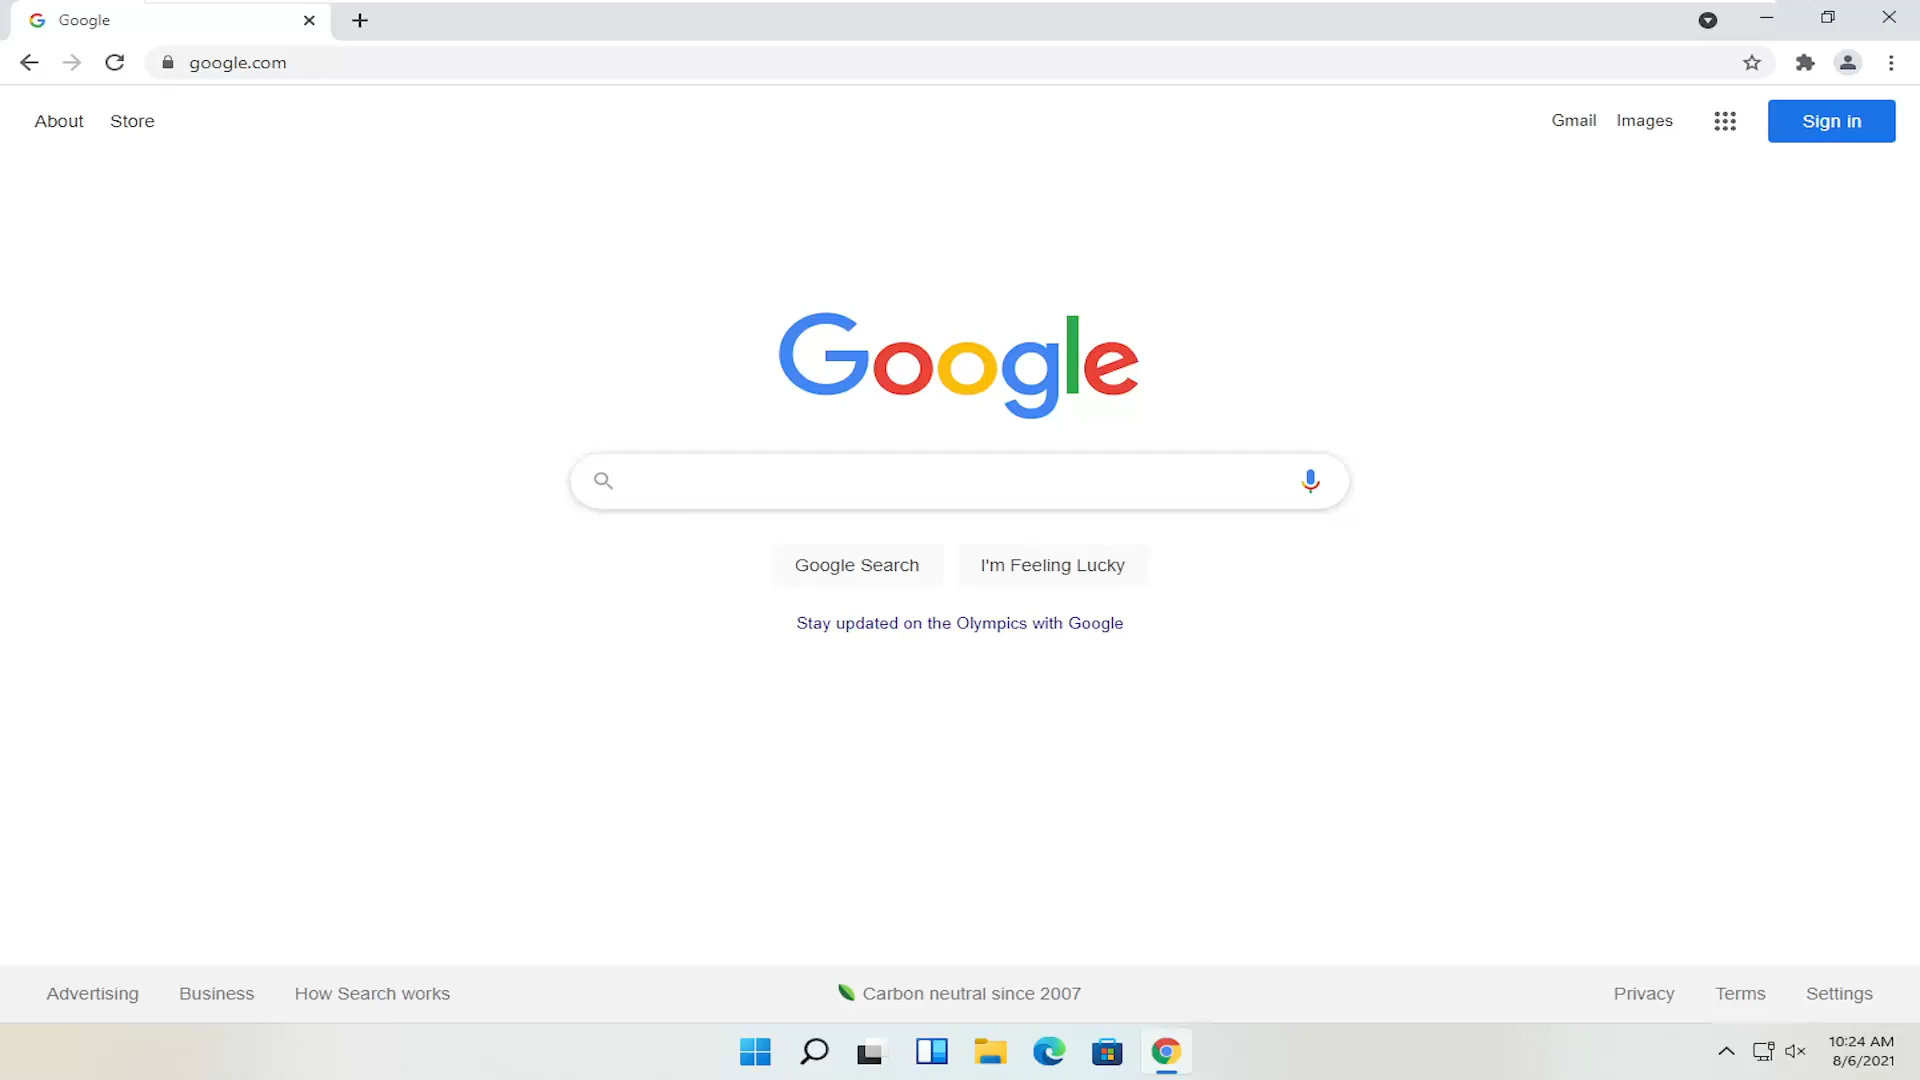 Google
google.com
About Store Gmail Images Sign in
Google
Google Search I'm Feeling Lucky
Stay updated on the Olympics with Google
Advertising Business How Search works Carbon neutral since 2007 Privacy Terms Settings
10:24 AM
8/6/2021